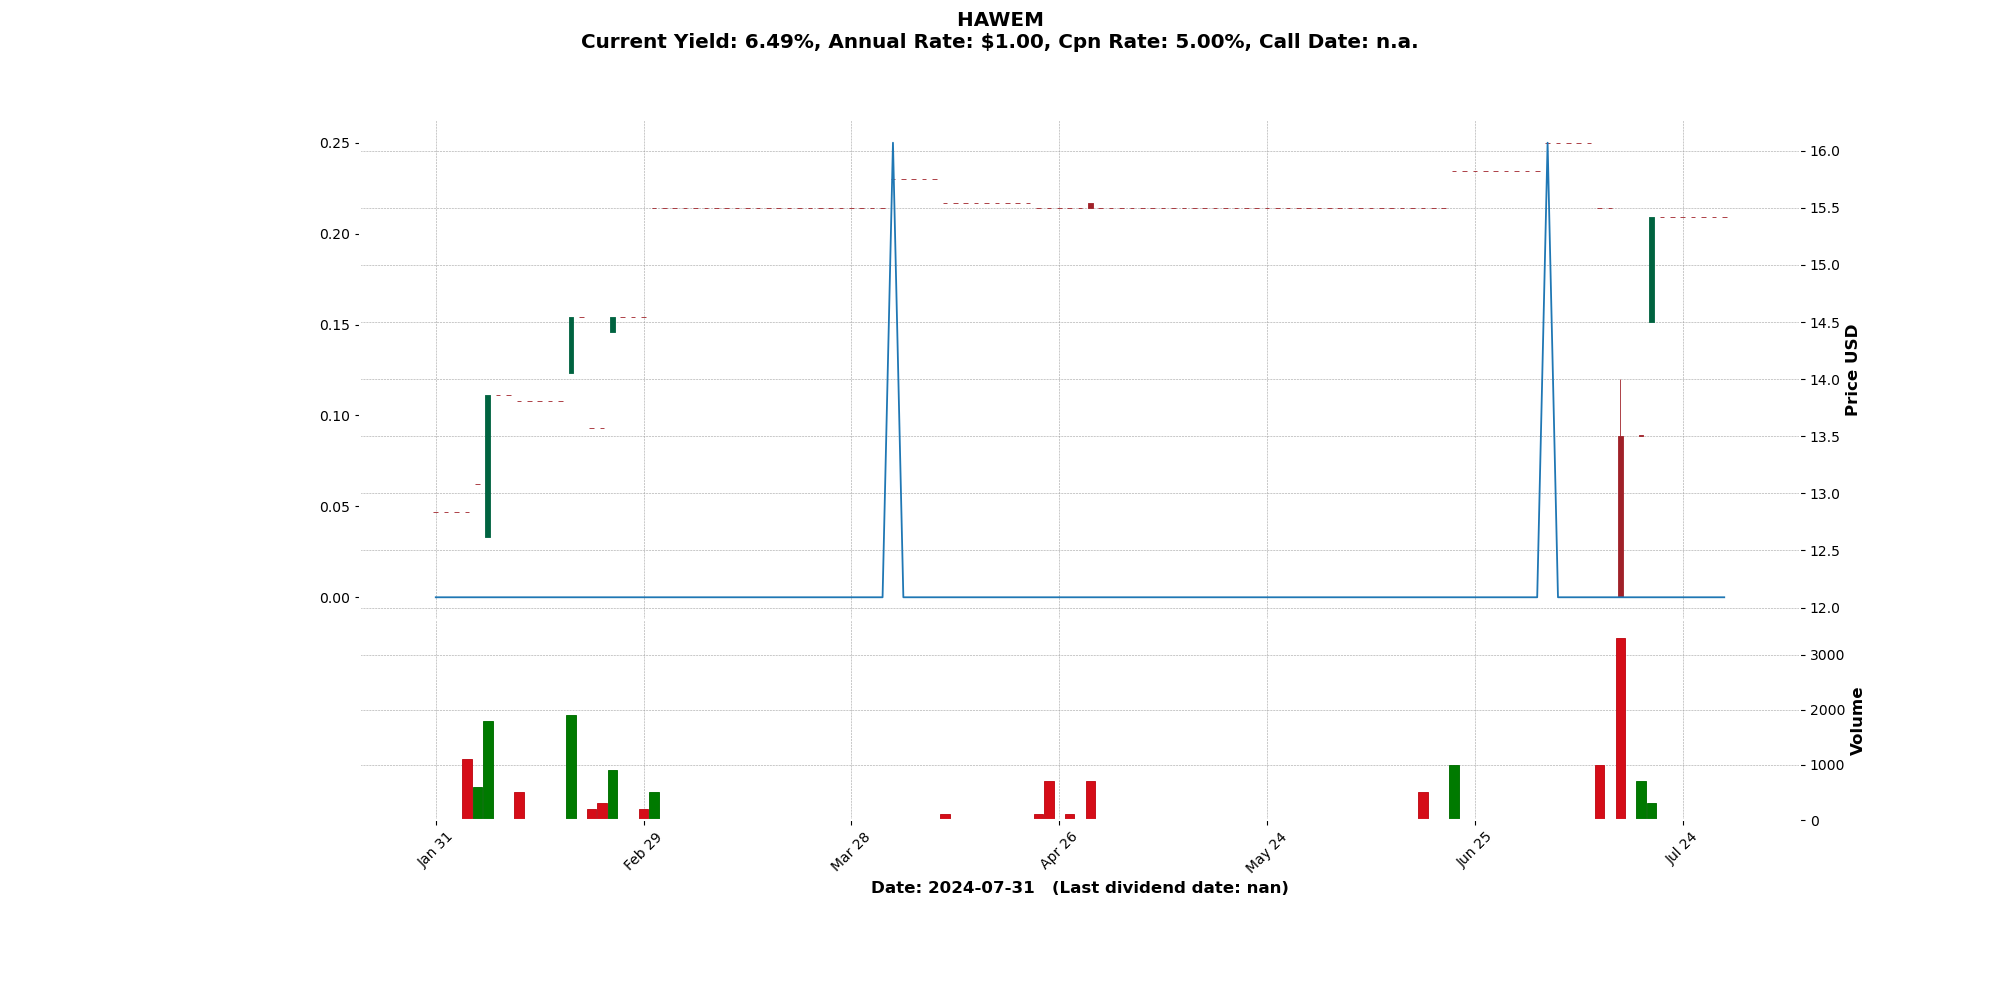 HAWEM
Current Yield: 6.49%, Annual Rate: $1.00, Cpn Rate: 5.00%, Call Date: n.a.
0.25
0.20
0.15
0.10
0.05
0.00
16.0
15.5
15.0
14.5
14.0
13.5
13.0
12.5
12.0
Price USD
3000
2000
1000
0
Volume
Jan 31
Feb 29
Mar 28
Apr 26
May 24
Jun 25
Jul 24
Date: 2024-07-31 (Last dividend date: nan)